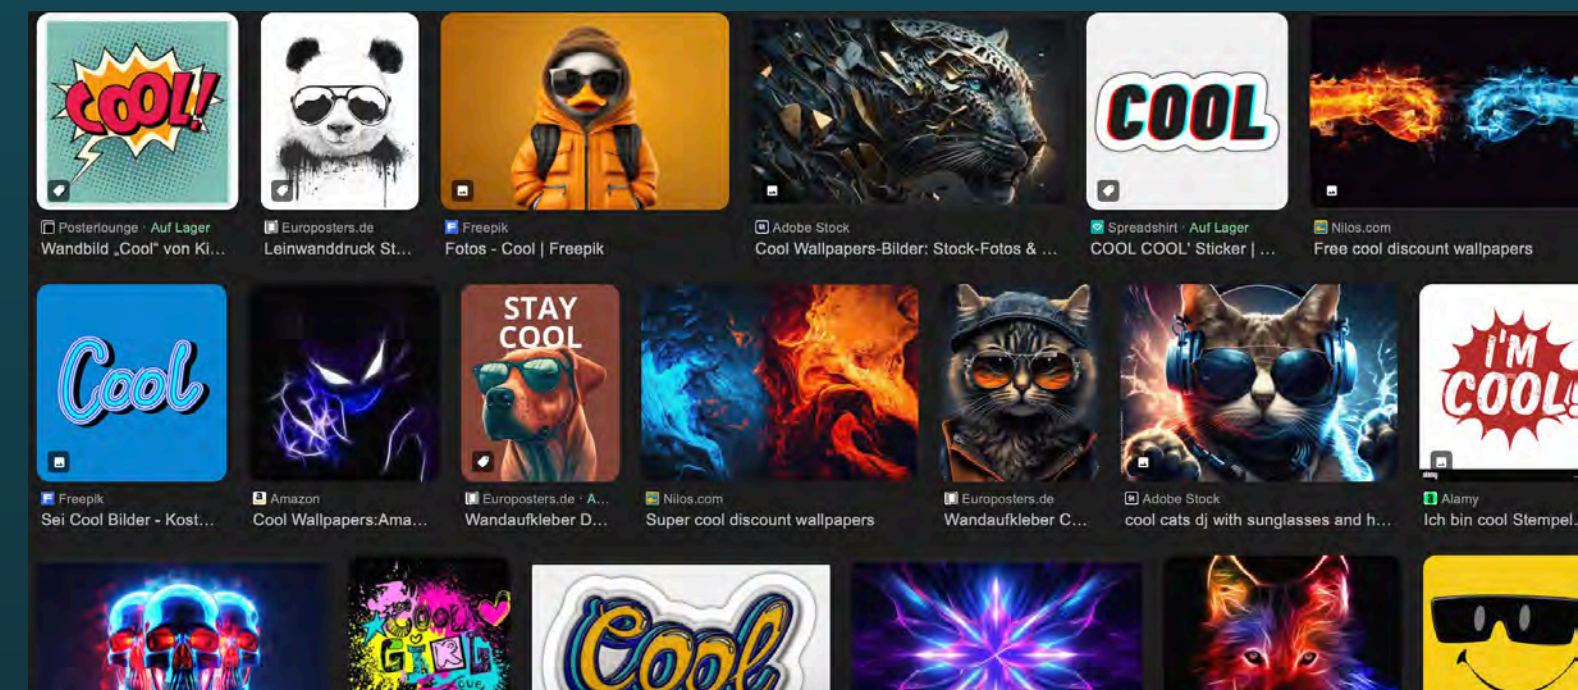 COOL!
COOL
Posterlounge · Auf Lager
Wandbild „Cool“ von Ki...
Europosters.de
Leinwanddruck St...
Freepik
Fotos - Cool | Freepik
Adobe Stock
Cool Wallpapers-Bilder: Stock-Fotos & ...
Spreadshirt · Auf Lager
COOL COOL' Sticker | ...
Nilos.com
Free cool discount wallpapers
Cool
STAY
COOL
I'M
COOL!
Freepik
Sei Cool Bilder - Kost...
Amazon
Cool Wallpapers:Ama...
Europosters.de · A...
Wandaufkleber D...
Nilos.com
Super cool discount wallpapers
Europosters.de
Wandaufkleber C...
Adobe Stock
cool cats dj with sunglasses and h...
Alamy
Ich bin cool Stempel.
COOL
GIRL
Cool